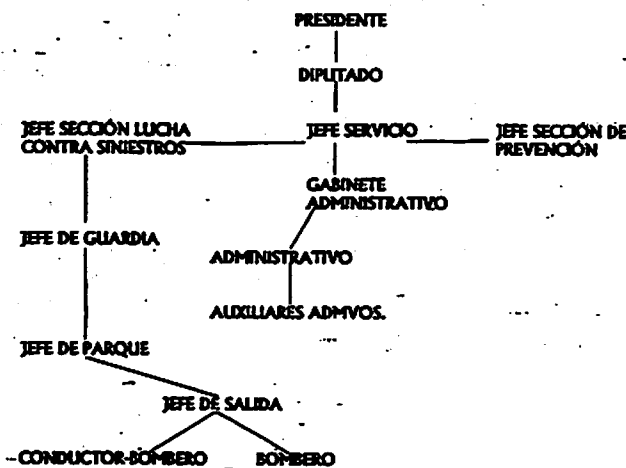 PRESIDENTE
DIPUTADO
JEFE SECCIÓN LUCHA
CONTRA SINIESTROS
JEFE SERVICIO
JEFE SECCIÓN DE
PREVENCIÓN
GABINETE
ADMINISTRATIVO
JEFE DE GUARDIA
ADMINISTRATIVO
AUXILIARES ADMVOS.
JEFE DE PARQUE
JEFE DE SALIDA
CONDUCTOR-BOMBERO
BOMBERO